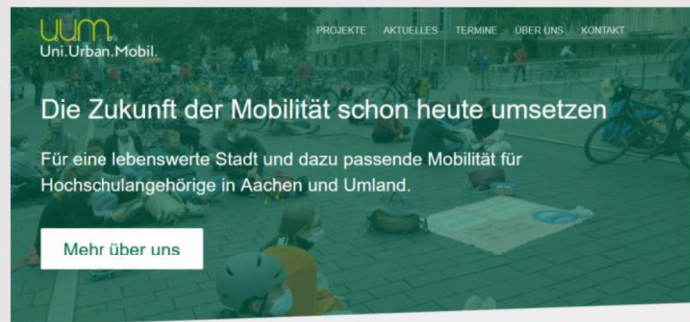 uum
Uni.Urban.Mobil.
PROJEKTE AKTUELLES TERMINE ÜBER UNS KONTAKT
Die Zukunft der Mobilität schon heute umsetzen
Für eine lebenswerte Stadt und dazu passende Mobilität für
Hochschulangehörige in Aachen und Umland.
Mehr über uns